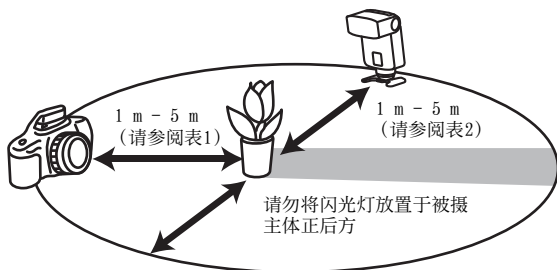 1 m - 5 m
（请参阅表1）
1 m - 5 m
（请参阅表2）
请勿将闪光灯放置于被摄
主体正后方